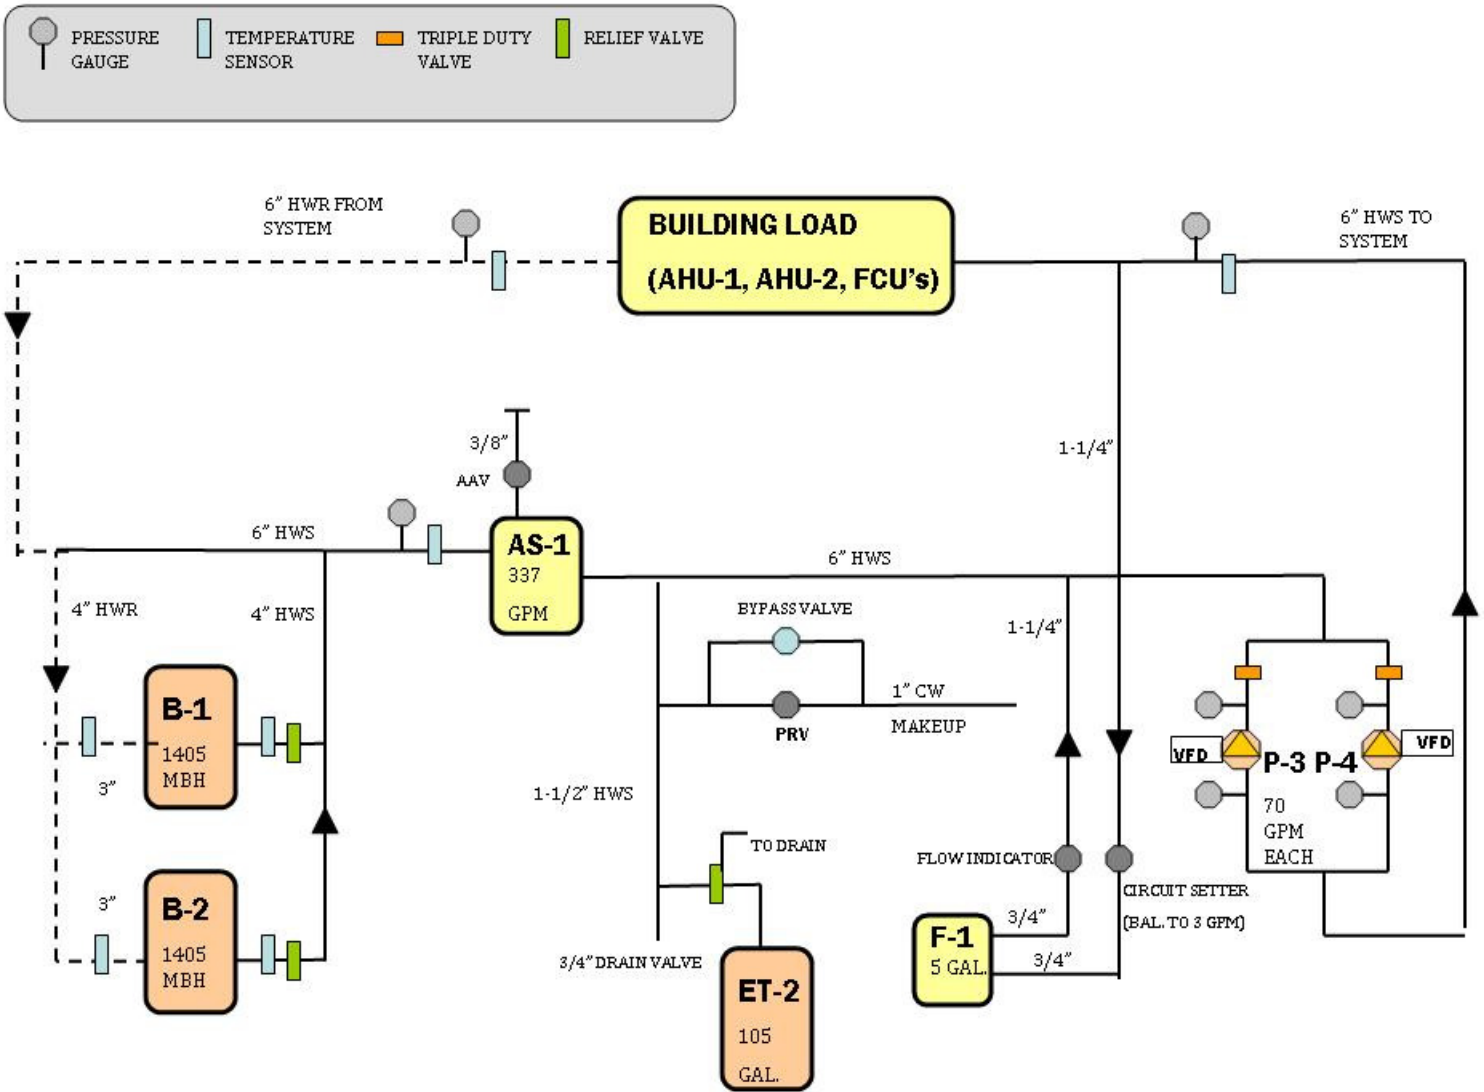 PRESSURE
GAUGE
TEMPERATURE
SENSOR
TRIPLE DUTY
VALVE
RELIEF VALVE
6” HWR FROM
SYSTEM
BUILDING LOAD
(AHU-1, AHU-2, FCU's)
6” HWS TO
SYSTEM
3/8”
AAV
1-1/4”
6” HWS
AS-1
337
GPM
6” HWS
4” HWR
4” HWS
BYPASS VALVE
1-1/4”
B-1
1405
MBH
3”
1” CW
MAKEUP
PRV
VFD
P-3
P-4
VFD
70
GPM
EACH
1-1/2” HWS
TO DRAIN
FLOW INDICATOR
CIRCUIT SETTER
(BAL. TO 3 GPM)
3”
B-2
1405
MBH
3/4” DRAIN VALVE
ET-2
105
GAL.
F-1
5 GAL.
3/4”
3/4”